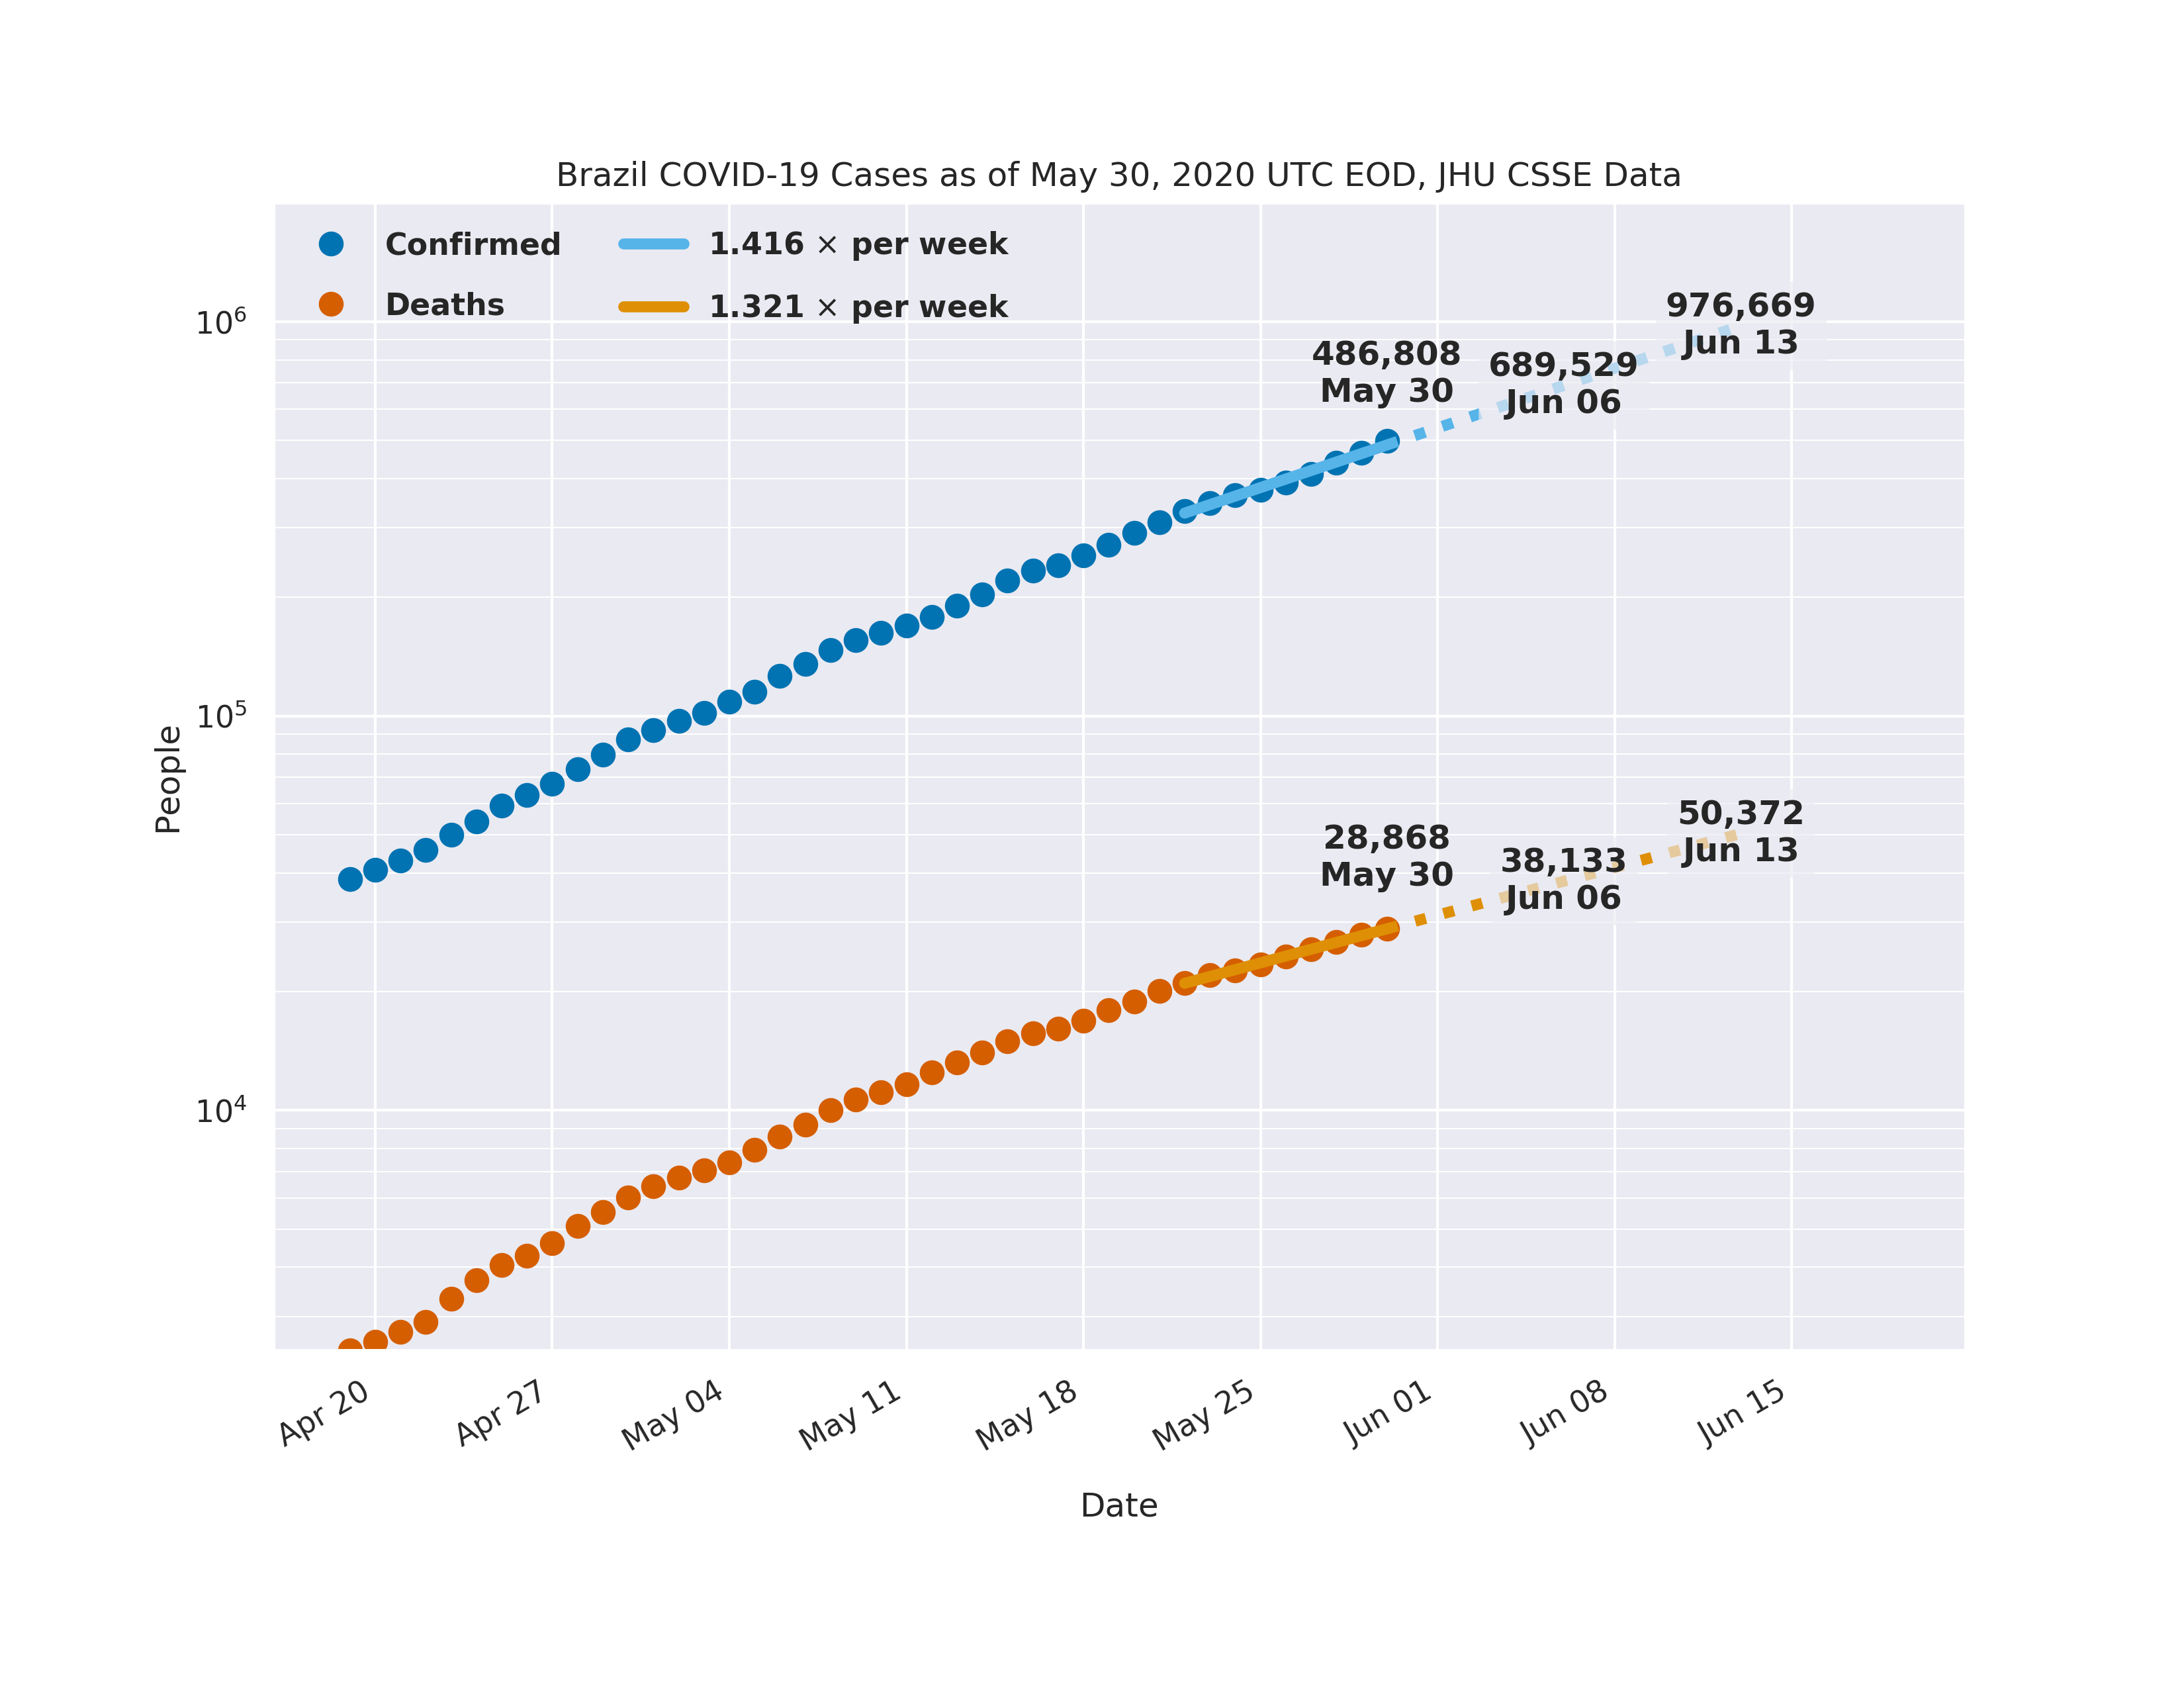 Brazil COVID-19 Cases as of May 30, 2020 UTC EOD, JHU CSSE Data
Confirmed
Deaths
1.416 × per week
1.321 × per week
976,669
Jun 13
486,808
May 30
689,529
Jun 06
50,372
Jun 13
28,868
May 30
38,133
Jun 06
10⁶
10⁵
10⁴
People
Apr 20
Apr 27
May 04
May 11
May 18
May 25
Jun 01
Jun 08
Jun 15
Date